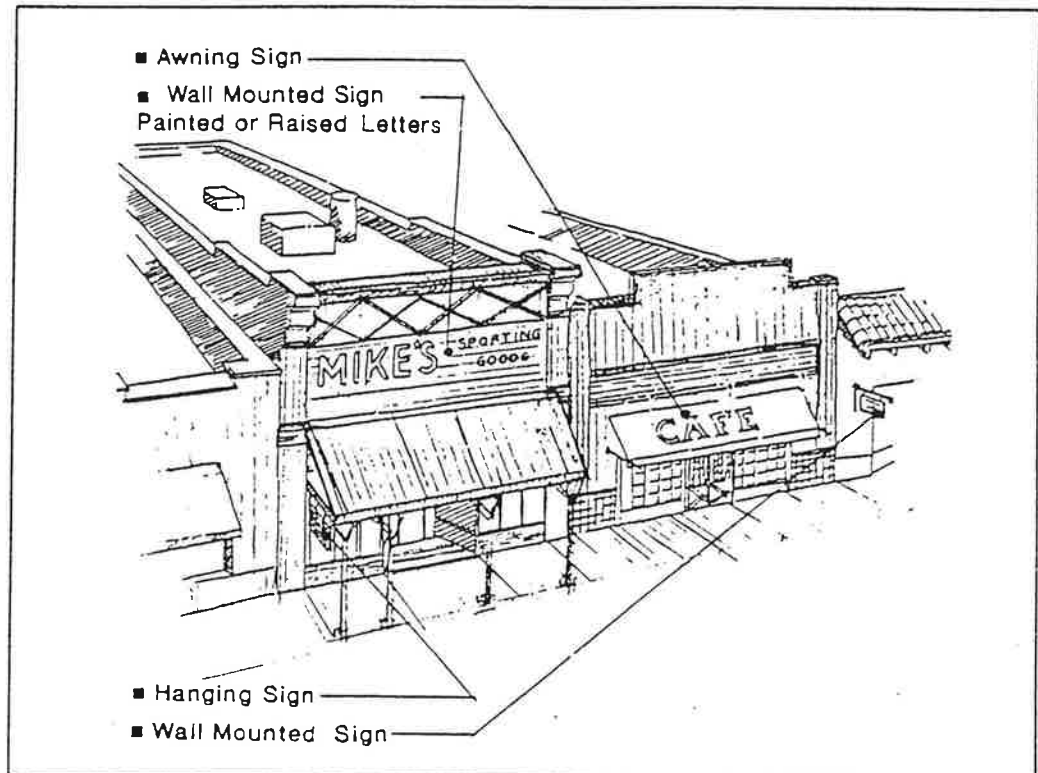 ■ Awning Sign
■ Wall Mounted Sign
Painted or Raised Letters
MIKE'S SPORTING
GOODS
CAFE
■ Hanging Sign
■ Wall Mounted Sign